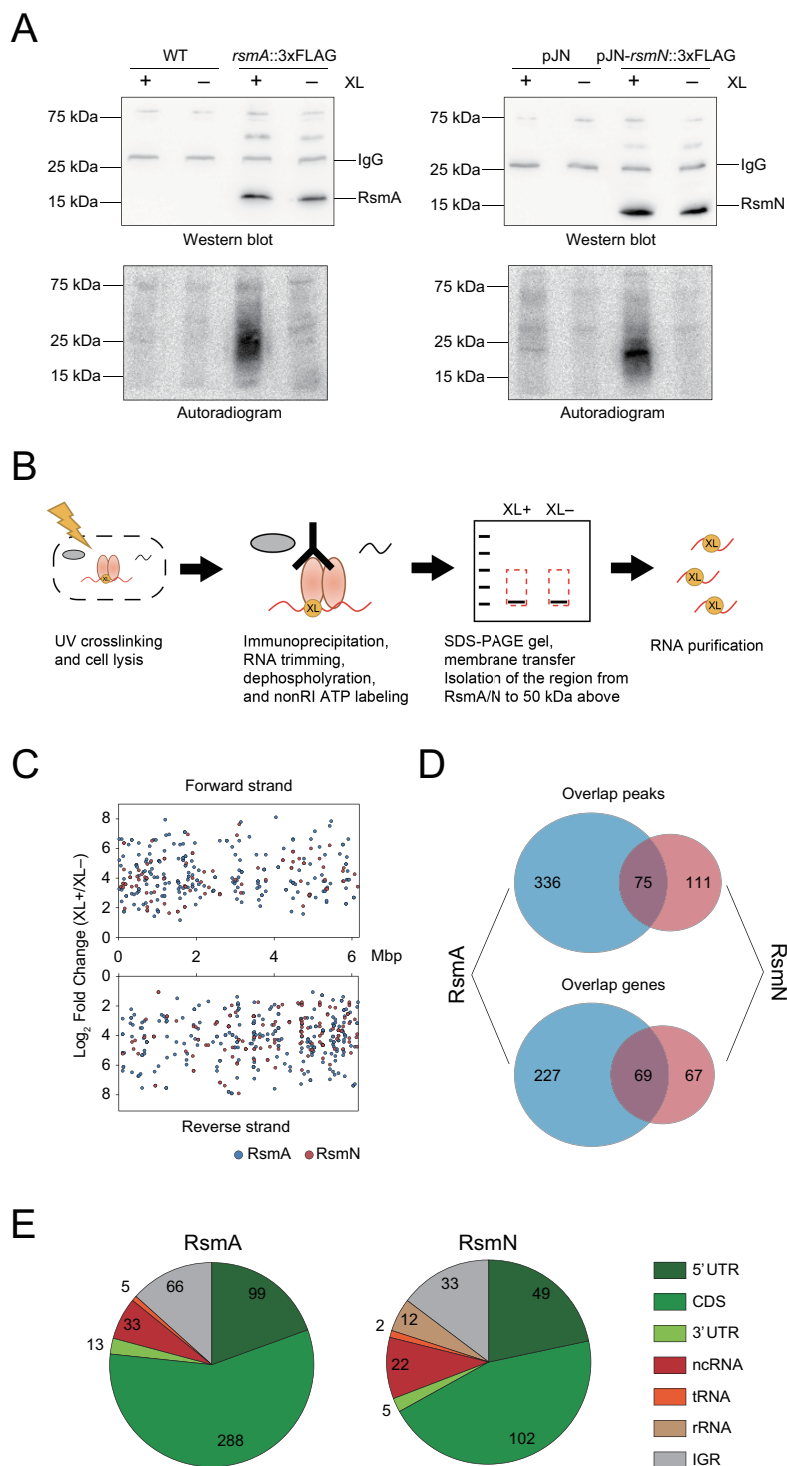 A
WT rsmA::3xFLAG
+ – + – XL
75 kDa
25 kDa
15 kDa
IgG
RsmA
Western blot
75 kDa
25 kDa
15 kDa
Autoradiogram
pJN pJN-rsmN::3xFLAG
+ – + – XL
75 kDa
25 kDa
15 kDa
IgG
RsmN
Western blot
75 kDa
25 kDa
15 kDa
Autoradiogram
B
XL
UV crosslinking
and cell lysis
XL
Immunoprecipitation,
RNA trimming,
dephospholyration,
and nonRI ATP labeling
XL+ XL–
SDS-PAGE gel,
membrane transfer
Isolation of the region from
RsmA/N to 50 kDa above
XL
XL
XL
RNA purification
C
Forward strand
Log2 Fold Change (XL+/XL–)
8
6
4
2
0
0 2 4 6 Mbp
0
2
4
6
8
Reverse strand
RsmA RsmN
D
Overlap peaks
336 75 111
RsmA
RsmN
Overlap genes
227 69 67
E
RsmA
5 66 99
33
13
288
RsmN
33 49
12
2
22
5
102
5' UTR
CDS
3' UTR
ncRNA
tRNA
rRNA
IGR